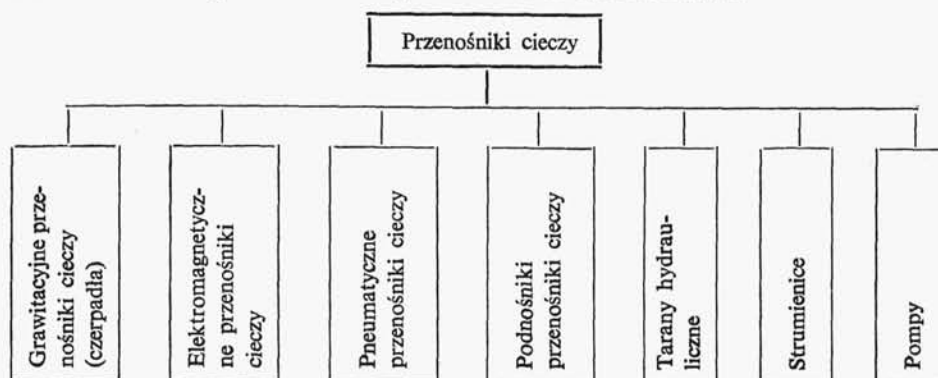 Przenośniki cieczy
Grawitacyjne prze-
nośniki cieczy
(czerpadła)
Elektromagnetycz-
ne przenośniki
cieczy
Pneumatyczne
przenośniki cieczy
Podnośniki
przenośniki cieczy
Tarany hydrau-
liczne
Strumienice
Pompy